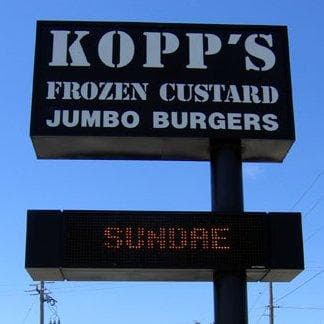 KOPP'S
FROZEN CUSTARD
JUMBO BURGERS
SUNDAE